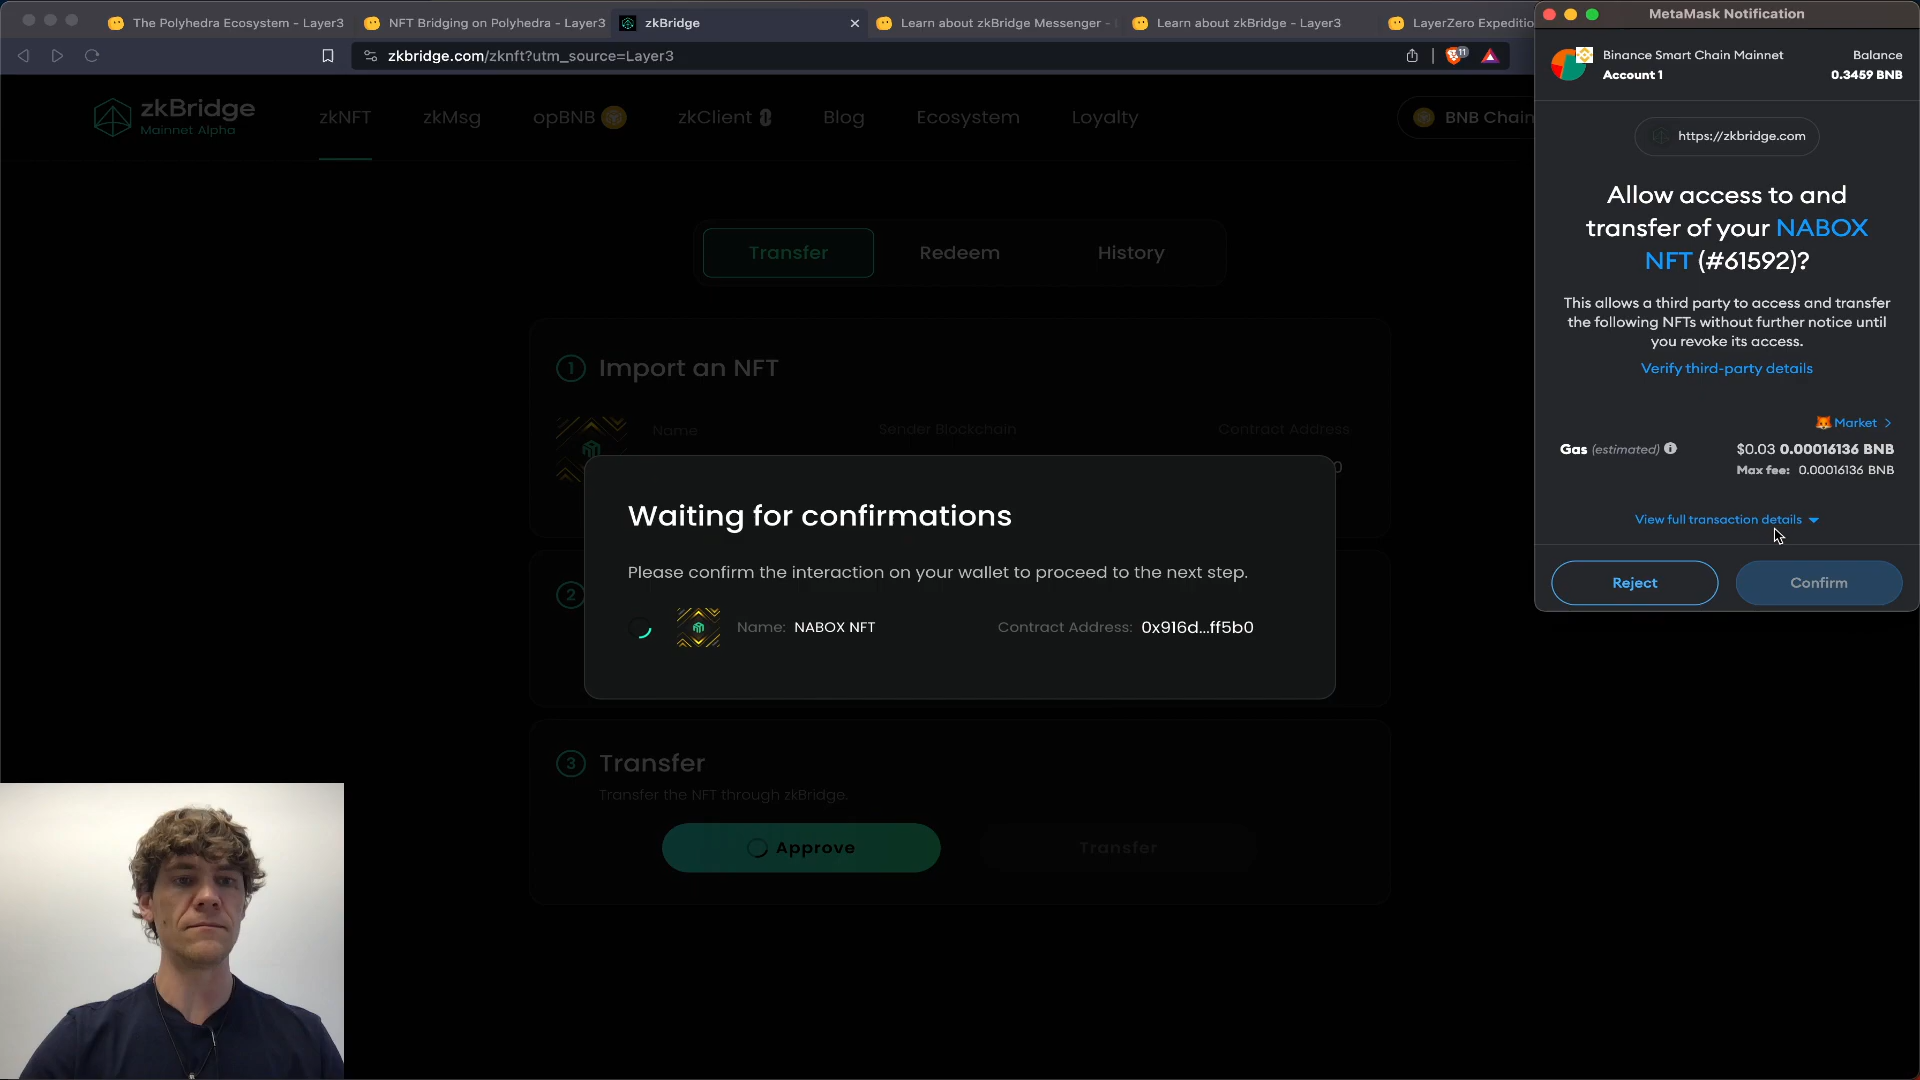 The Polyhedra Ecosystem - Layer3
NFT Bridging on Polyhedra - Layer3
zkBridge
Learn about zkBridge Messenger -
Learn about zkBridge - Layer3
LayerZero Expeditio
zkbridge.com/zknft?utm_source=Layer3
11
zkBridge
Mainnet Alpha
zkNFT
zkMsg
opBNB
zkClient
Blog
Ecosystem
Loyalty
BNB Chain
Transfer
Redeem
History
1
Import an NFT
Name
Sender Blockchain
Contract Address
0
Waiting for confirmations
Please confirm the interaction on your wallet to proceed to the next step.
Name: NABOX NFT
Contract Address: 0x916d...ff5b0
2
3
Transfer
Transfer the NFT through zkBridge.
Approve
Transfer
MetaMask Notification
Binance Smart Chain Mainnet
Account 1
Balance
0.3459 BNB
https://zkbridge.com
Allow access to and
transfer of your NABOX
NFT (#61592)?
This allows a third party to access and transfer
the following NFTs without further notice until
you revoke its access.
Verify third-party details
Market >
Gas (estimated)
$0.03 0.00016136 BNB
Max fee: 0.00016136 BNB
View full transaction details
Reject
Confirm